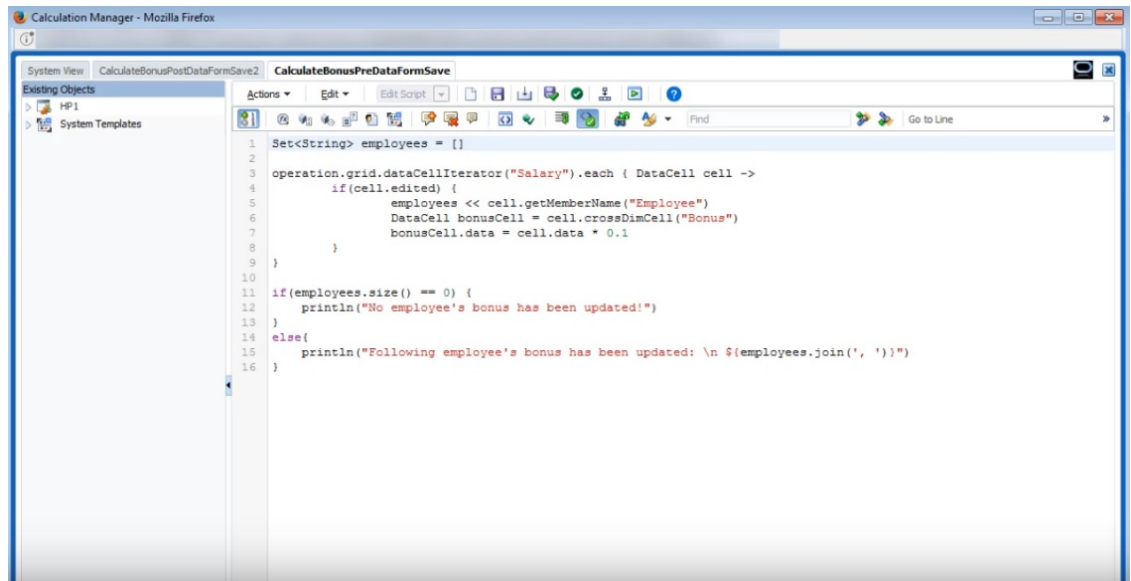 Calculation Manager - Mozilla Firefox
System View CalculateBonusPostDataFormSave2 CalculateBonusPreDataFormSave
Existing Objects
HP1
System Templates
Actions Edit Edit Script
Find Go to Line
1 Set<String> employees = []
2
3 operation.grid.dataCellIterator("Salary").each { DataCell cell ->
4 if(cell.edited) {
5 employees << cell.getMemberName("Employee")
6 DataCell bonusCell = cell.crossDimCell("Bonus")
7 bonusCell.data = cell.data * 0.1
8 }
9 }
10
11 if(employees.size() == 0) {
12 println("No employee's bonus has been updated!")
13 }
14 else{
15 println("Following employee's bonus has been updated: \n ${employees.join(', ')}")
16 }